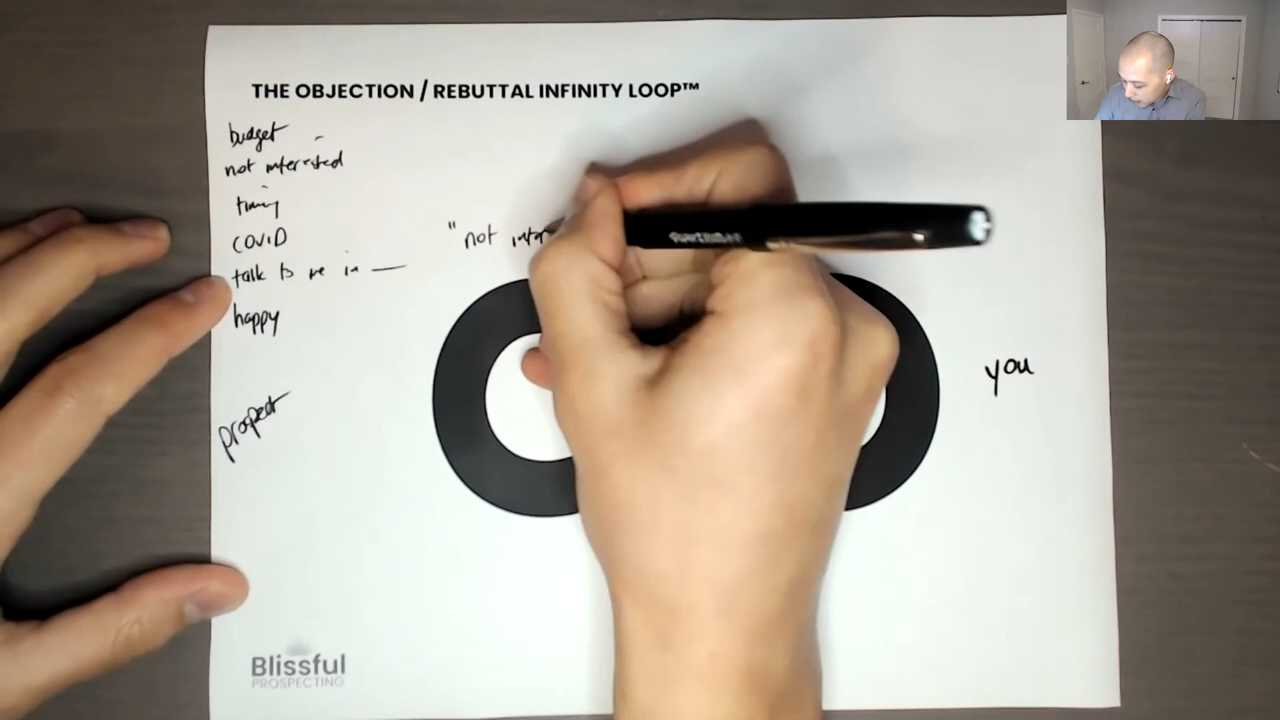 THE OBJECTION / REBUTTAL INFINITY LOOP™
budget
not interested
timing
COVID
talk to me in —
happy
"not inter
you
prospect
Blissful
PROSPECTING